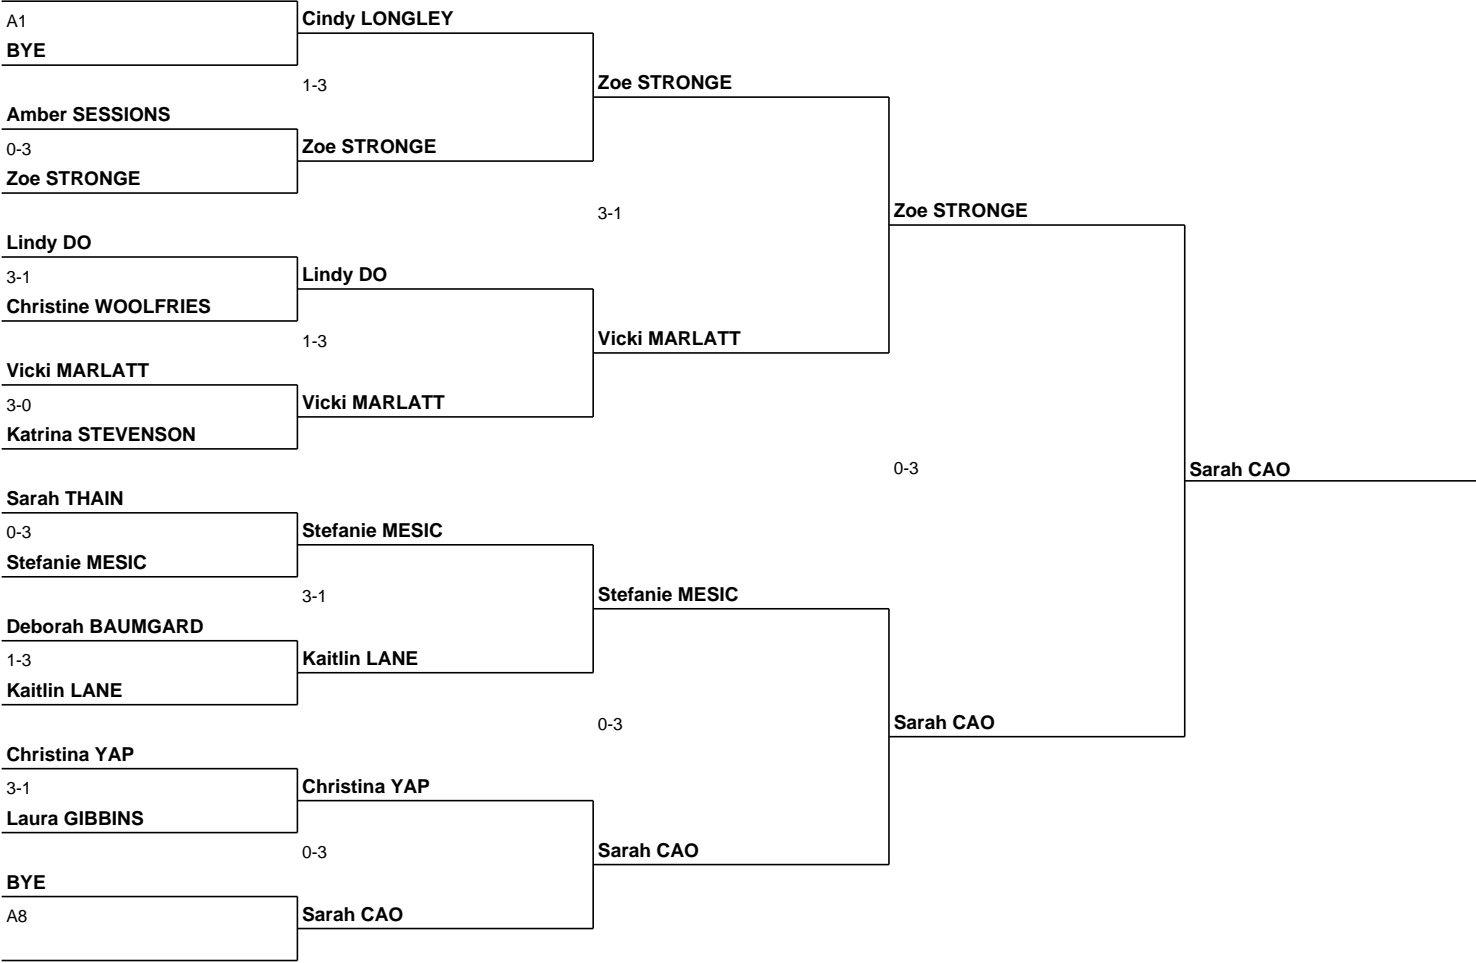 A1
BYE
Amber SESSIONS
0-3
Zoe STRONGE
Lindy DO
3-1
Christine WOOLFRIES
Vicki MARLATT
3-0
Katrina STEVENSON
Sarah THAIN
0-3
Stefanie MESIC
Deborah BAUMGARD
1-3
Kaitlin LANE
Christina YAP
3-1
Laura GIBBINS
BYE
A8
Cindy LONGLEY
1-3
Zoe STRONGE
Lindy DO
1-3
Vicki MARLATT
Stefanie MESIC
3-1
Kaitlin LANE
Christina YAP
0-3
Sarah CAO
Zoe STRONGE
3-1
Vicki MARLATT
Stefanie MESIC
0-3
Sarah CAO
Zoe STRONGE
0-3
Sarah CAO
Sarah CAO